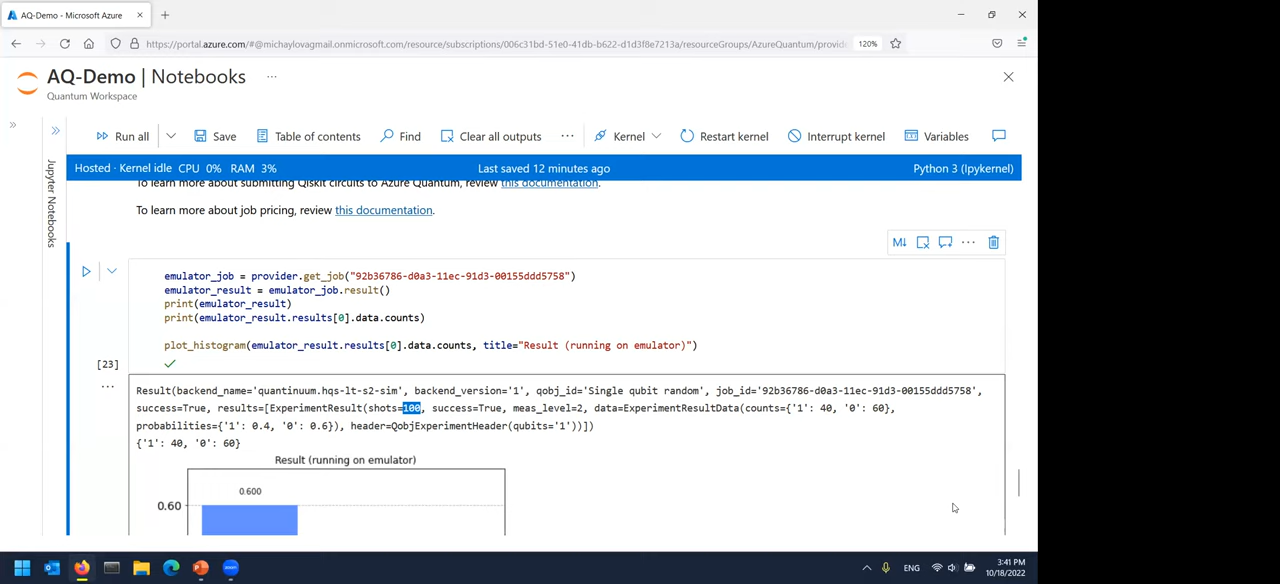 AQ-Demo - Microsoft Azure
https://portal.azure.com/#@michaylovagmail.onmicrosoft.com/resource/subscriptions/006c31bd-51e0-41db-b622-d1d3f8e7213a/resourceGroups/AzureQuantum/provid 120%
AQ-Demo | Notebooks ...
Quantum Workspace
Run all Save Table of contents Find Clear all outputs ... Kernel Restart kernel Interrupt kernel Variables
Jupyter Notebooks
Hosted · Kernel idle CPU 0% RAM 3% Last saved 12 minutes ago Python 3 (Ipykernel)
To learn more about submitting Qiskit circuits to Azure Quantum, review this documentation.
To learn more about job pricing, review this documentation.
M↓ ...
emulator_job = provider.get_job("92b36786-d0a3-11ec-91d3-00155ddd5758")
emulator_result = emulator_job.result()
print(emulator_result)
print(emulator_result.results[0].data.counts)
plot_histogram(emulator_result.results[0].data.counts, title="Result (running on emulator)")
[23]
...
Result(backend_name='quantinuum.hqs-lt-s2-sim', backend_version='1', qobj_id='Single qubit random', job_id='92b36786-d0a3-11ec-91d3-00155ddd5758',
success=True, results=[ExperimentResult(shots=100, success=True, meas_level=2, data=ExperimentResultData(counts={'1': 40, '0': 60},
probabilities={'1': 0.4, '0': 0.6}), header=QobjExperimentHeader(qubits='1'))])
{'1': 40, '0': 60}
Result (running on emulator)
0.600
0.60
ENG
3:41 PM
10/18/2022